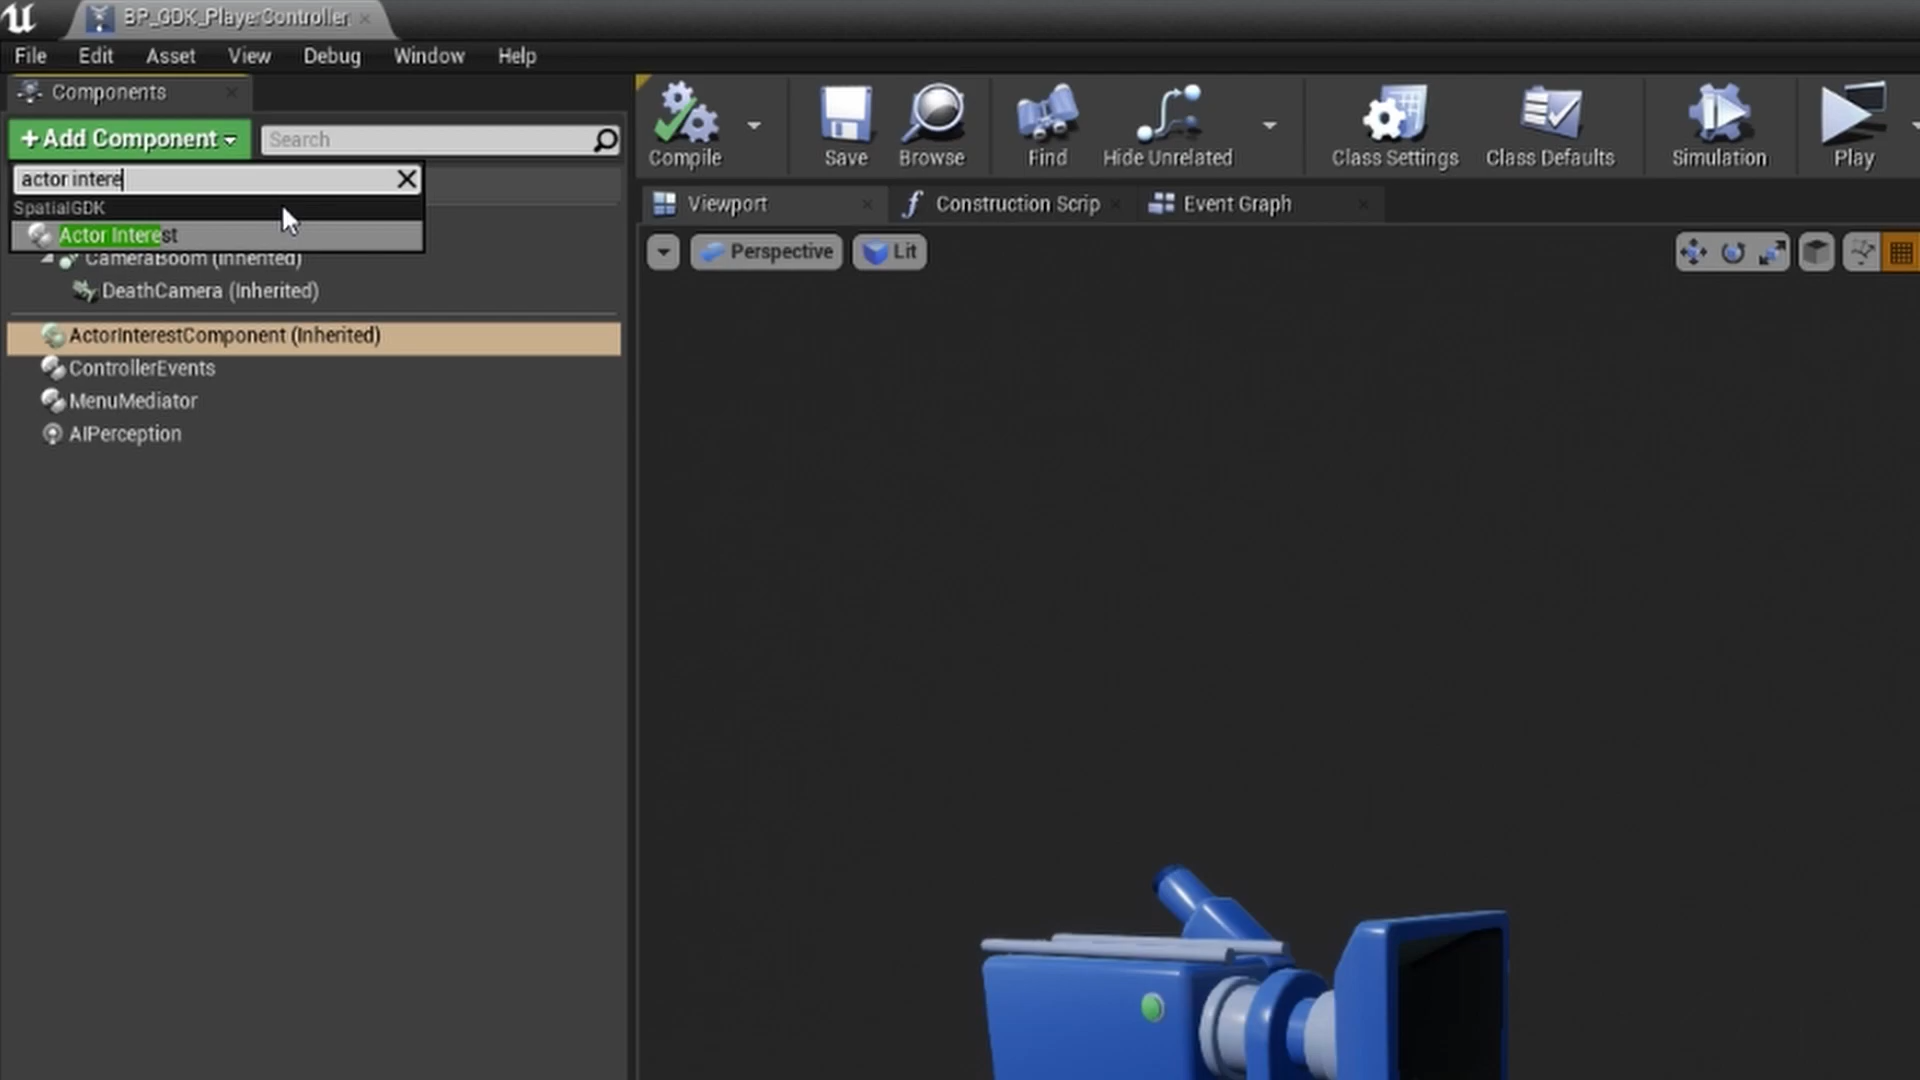 BP_GDK_PlayerController
File Edit Asset View Debug Window Help
Components
+Add Component
Search
actor intere
SpatialGDK
Actor Interest
CameraBoom (Inherited)
DeathCamera (Inherited)
ActorInterestComponent (Inherited)
ControllerEvents
MenuMediator
AIPerception
Compile Save Browse Find Hide Unrelated Class Settings Class Defaults Simulation Play
Viewport Construction Scrip Event Graph
Perspective Lit